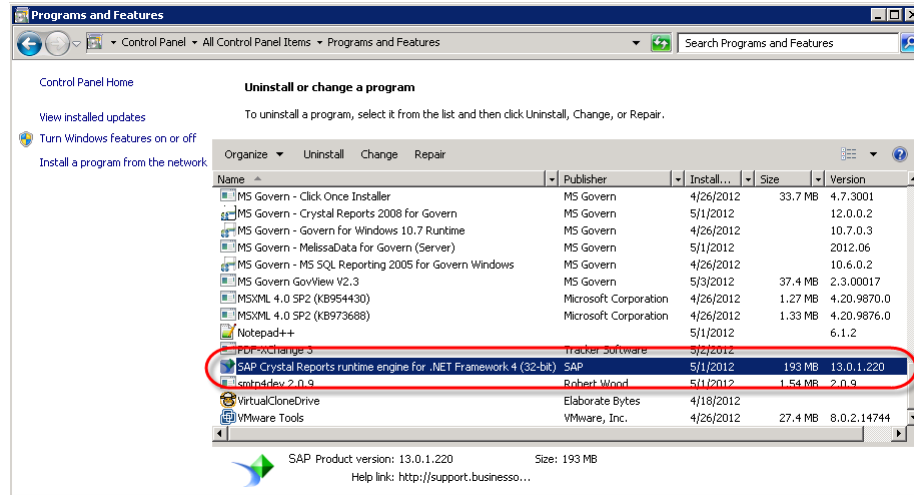 Programs and Features
Control Panel All Control Panel Items Programs and Features Search Programs and Feature
Control Panel Home
View installed updates
Turn Windows features on or off
Install a program from the network
Uninstall or change a program
To uninstall a program, select it from the list and then click Uninstall, Change, or Repair.
Organize Uninstall Change Repair
Name Publisher Install... Size Version
MS Govern - Click Once Installer MS Govern 4/26/2012 33.7 MB 4.7.3001
MS Govern - Crystal Reports 2008 for Govern MS Govern 5/1/2012 12.0.0.2
MS Govern - Govern for Windows 10.7 Runtime MS Govern 4/26/2012 10.7.0.3
MS Govern - MelissaData for Govern (Server) MS Govern 5/1/2012 2012.06
MS Govern - MS SQL Reporting 2005 for Govern Windows MS Govern 4/26/2012 10.6.0.2
MS Govern GovView V2.3 MS Govern 5/3/2012 37.4 MB 2.3.00017
MSXML 4.0 SP2 (KB954430) Microsoft Corporation 4/26/2012 1.27 MB 4.20.9870.0
MSXML 4.0 SP2 (KB973688) Microsoft Corporation 4/26/2012 1.33 MB 4.20.9876.0
Notepad++ 5/1/2012 6.1.2
PDF-XChange 3 Tracker Software 5/2/2012
SAP Crystal Reports runtime engine for .NET Framework 4 (32-bit) SAP 5/1/2012 193 MB 13.0.1.220
smtp4dev 2.0.9 Robert Wood 5/1/2012 1.54 MB 2.0.9
VirtualCloneDrive Elaborate Bytes 4/18/2012
VMware Tools VMware, Inc. 4/26/2012 27.4 MB 8.0.2.14744
SAP Product version: 13.0.1.220 Size: 193 MB
Help link: http://support.businesso...